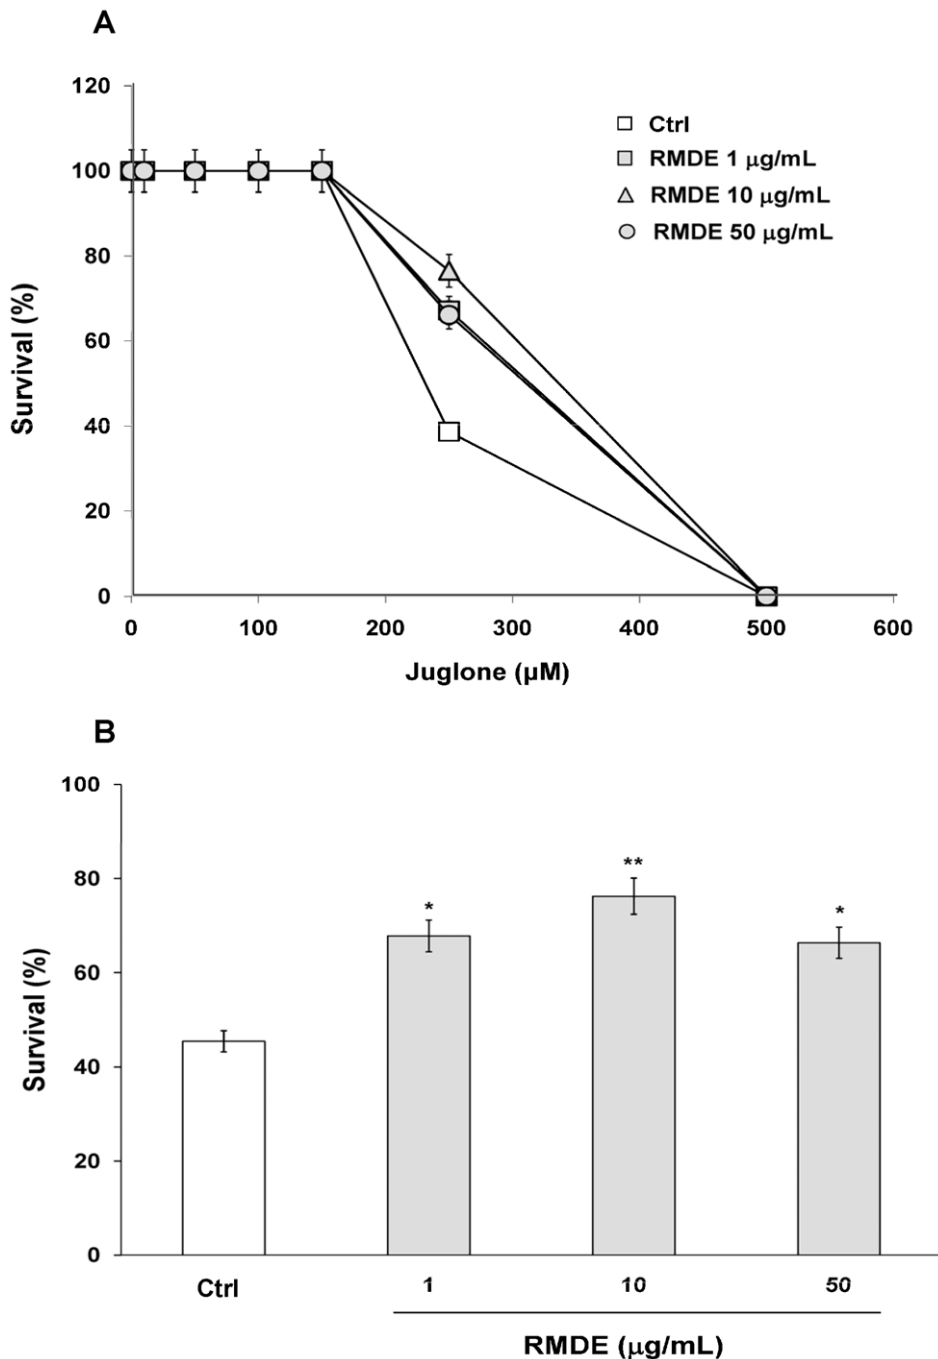 A
120
100
80
60
40
20
0
Survival (%)
Ctrl
RMDE 1 μg/mL
RMDE 10 μg/mL
RMDE 50 μg/mL
0 100 200 300 400 500 600
Juglone (μM)
B
100
80
60
40
20
0
Survival (%)
*
**
*
Ctrl 1 10 50
RMDE (μg/mL)